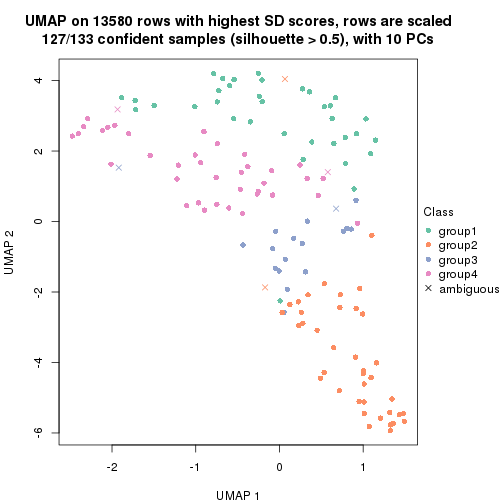 UMAP on 13580 rows with highest SD scores, rows are scaled
127/133 confident samples (silhouette > 0.5), with 10 PCs
4
2
0
-2
-4
-6
UMAP 2
-2
-1
0
1
UMAP 1
Class
group1
group2
group3
group4
ambiguous